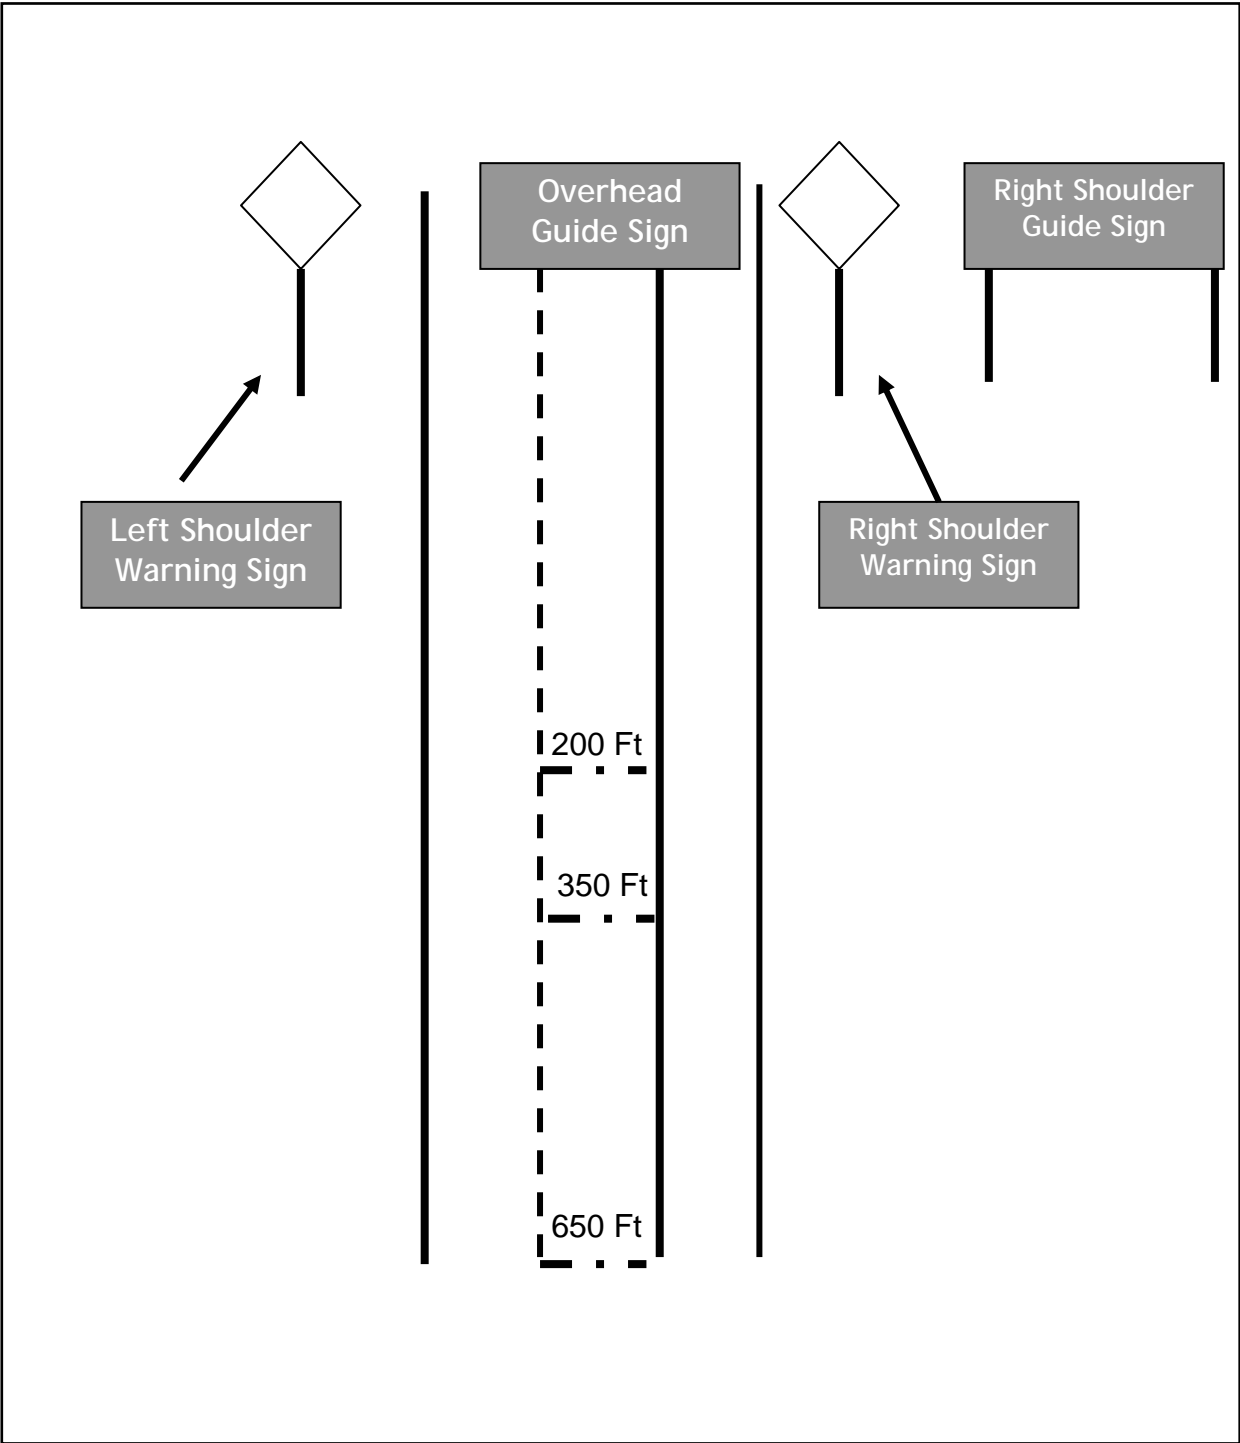 Overhead
Guide Sign
Right Shoulder
Guide Sign
Left Shoulder
Warning Sign
Right Shoulder
Warning Sign
200 Ft
350 Ft
650 Ft